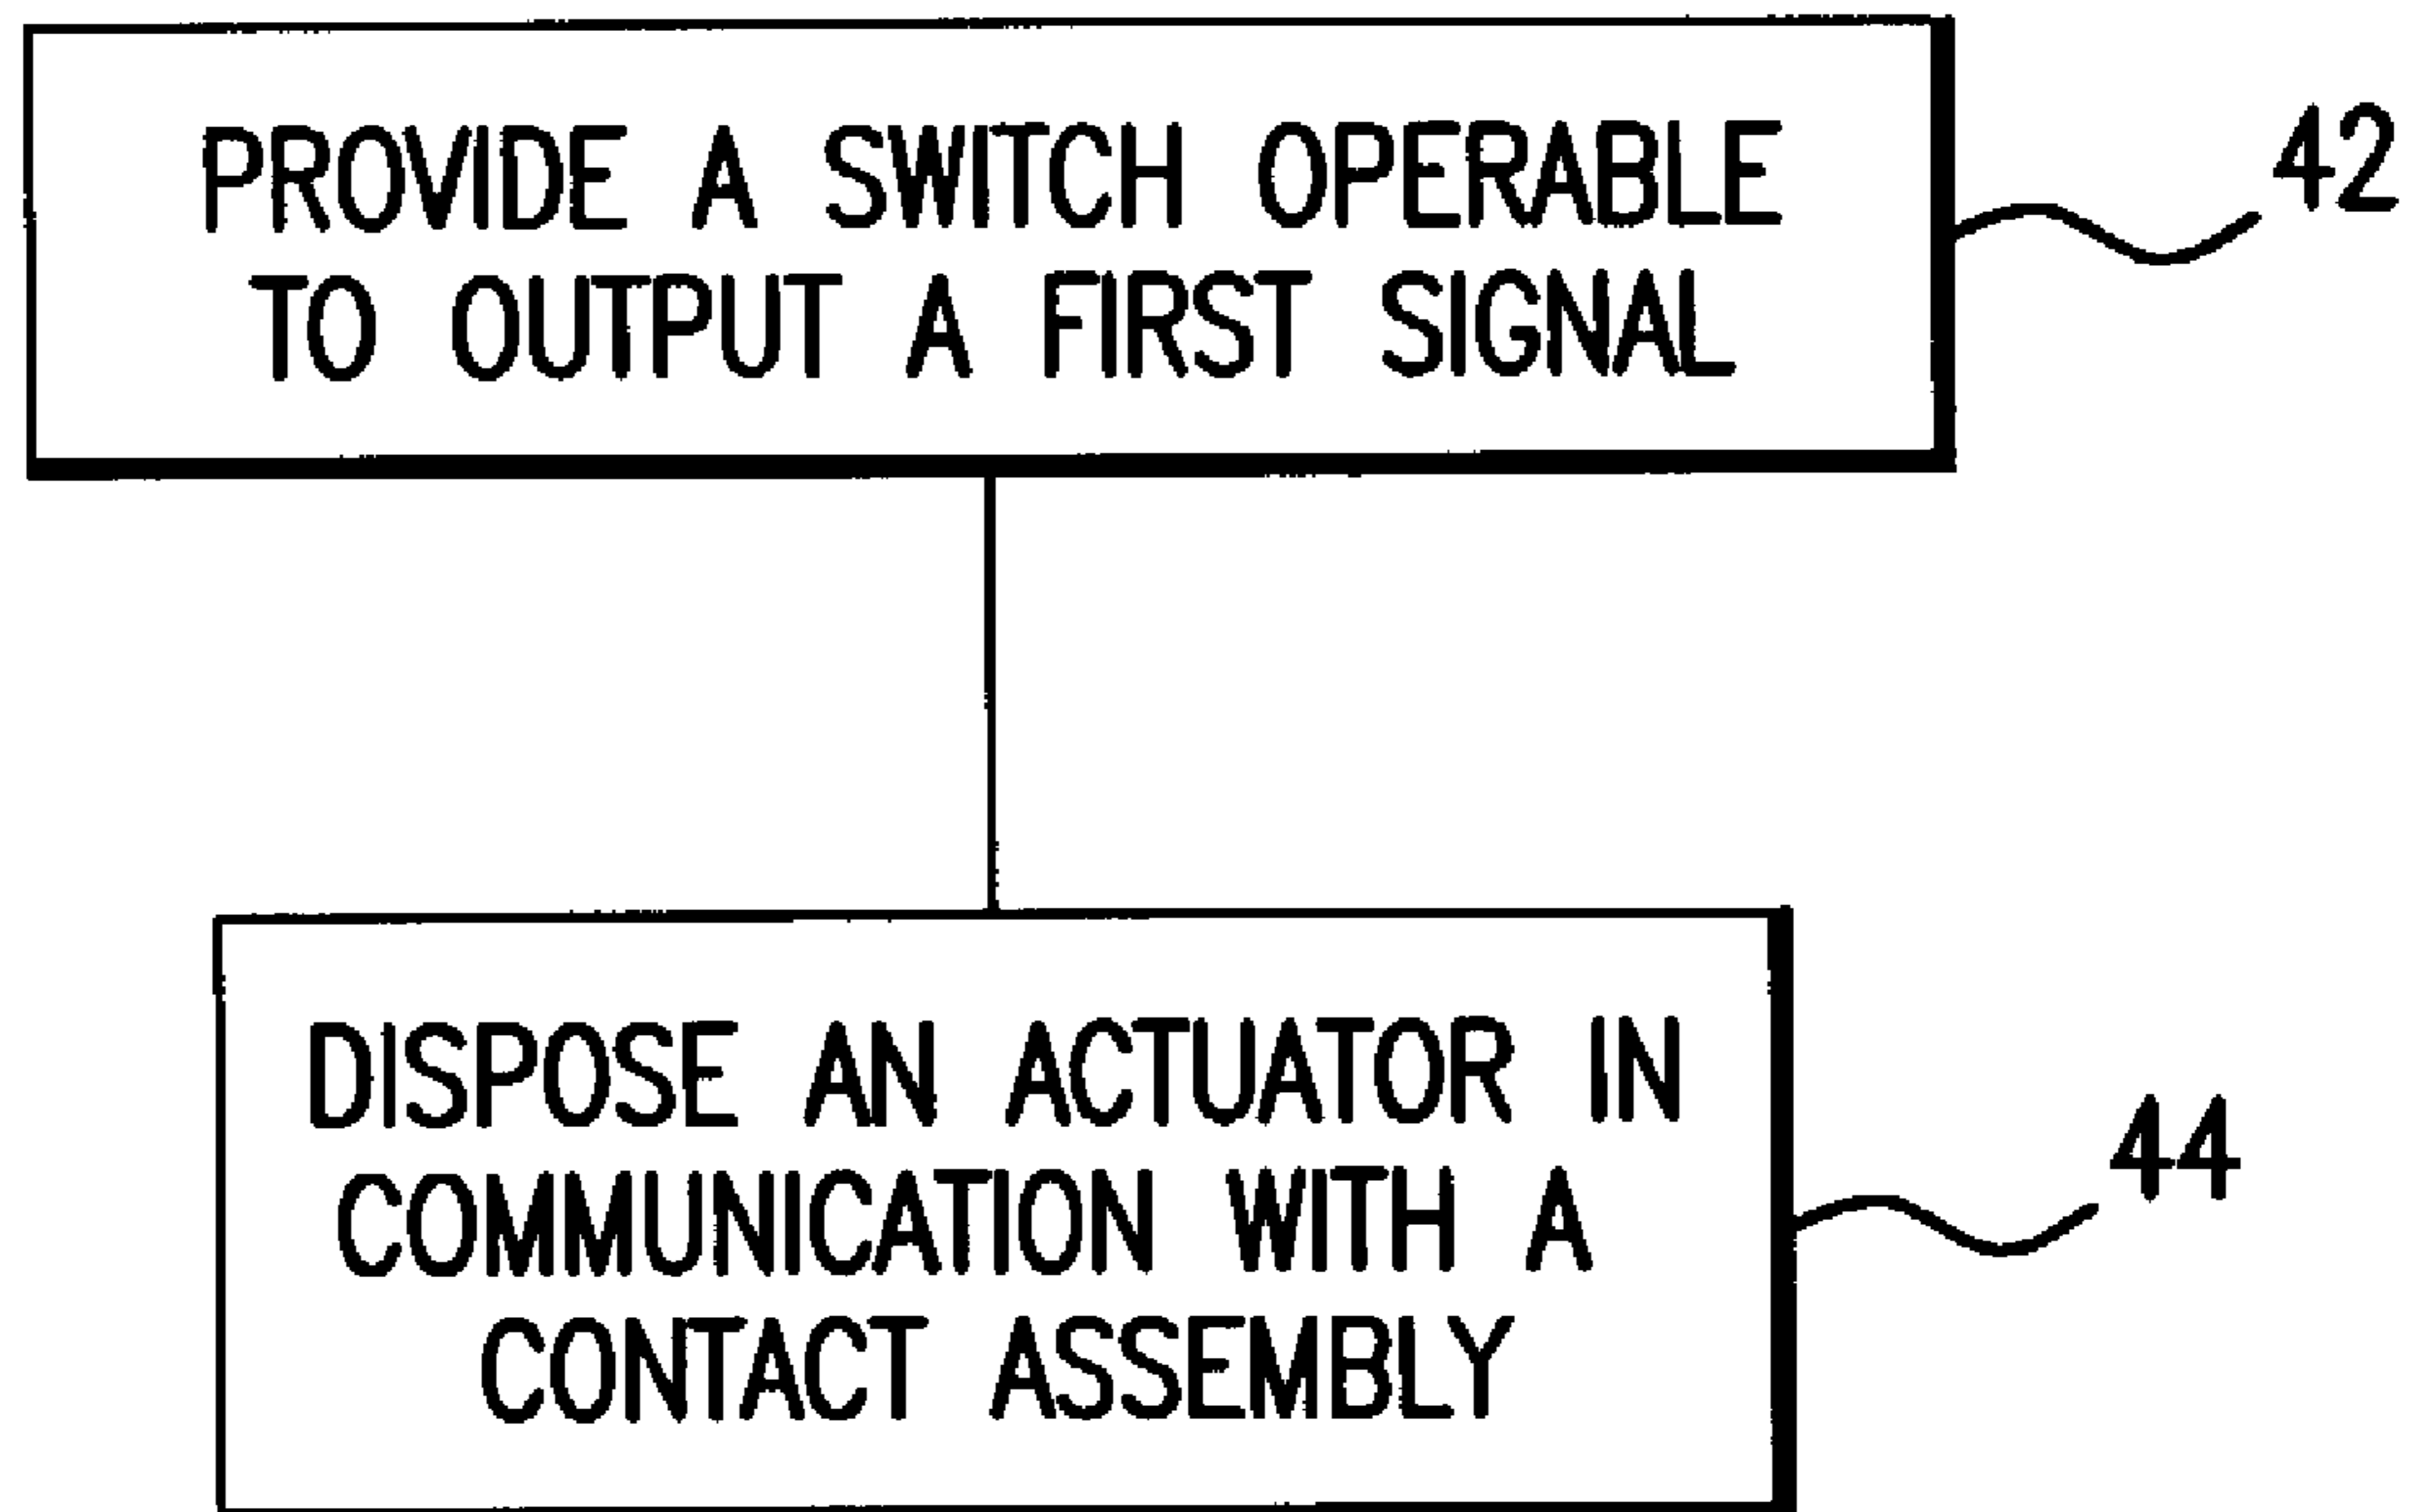 PROVIDE A SWITCH OPERABLE
TO OUTPUT A FIRST SIGNAL
42
DISPOSE AN ACTUATOR IN
COMMUNICATION WITH A
CONTACT ASSEMBLY
44